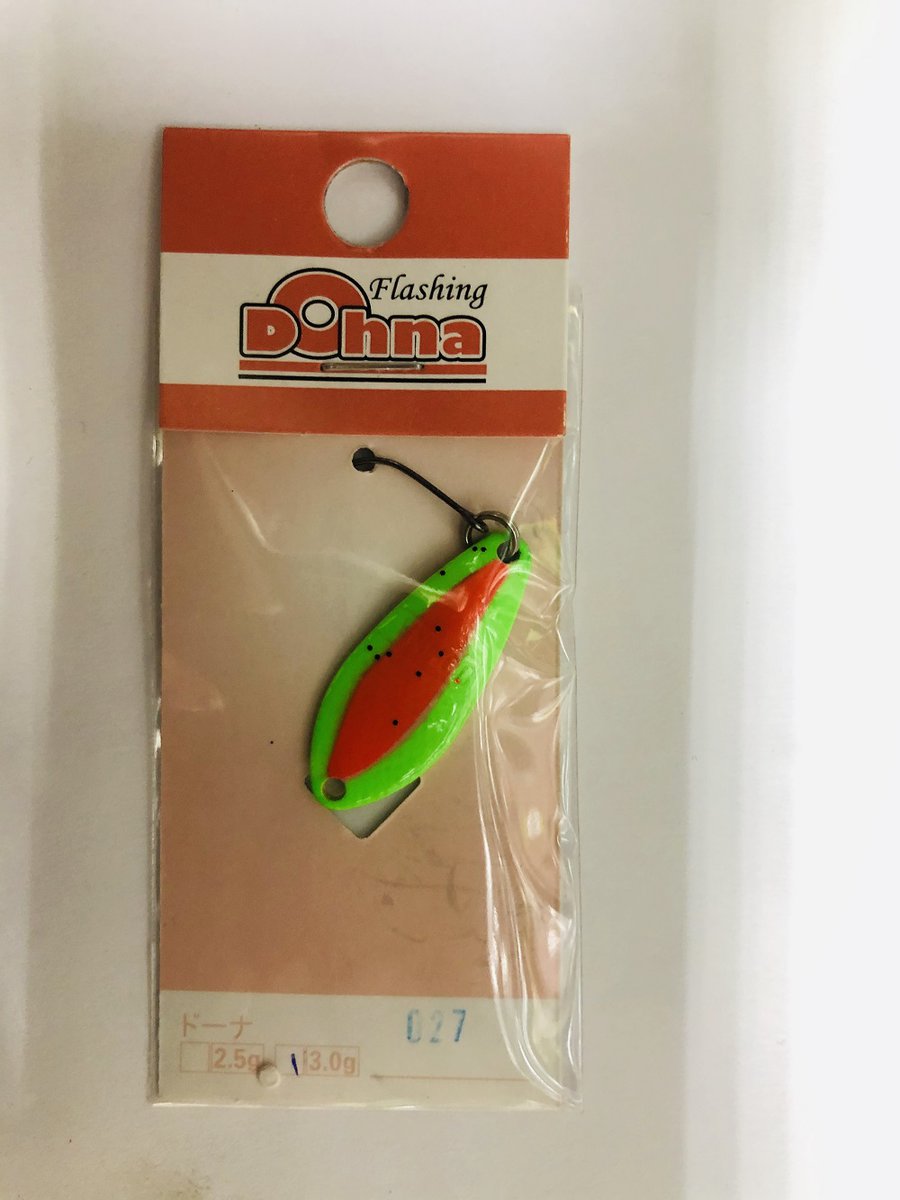 Flashing
Dohna
ドーナ
027
2.5g
3.0g